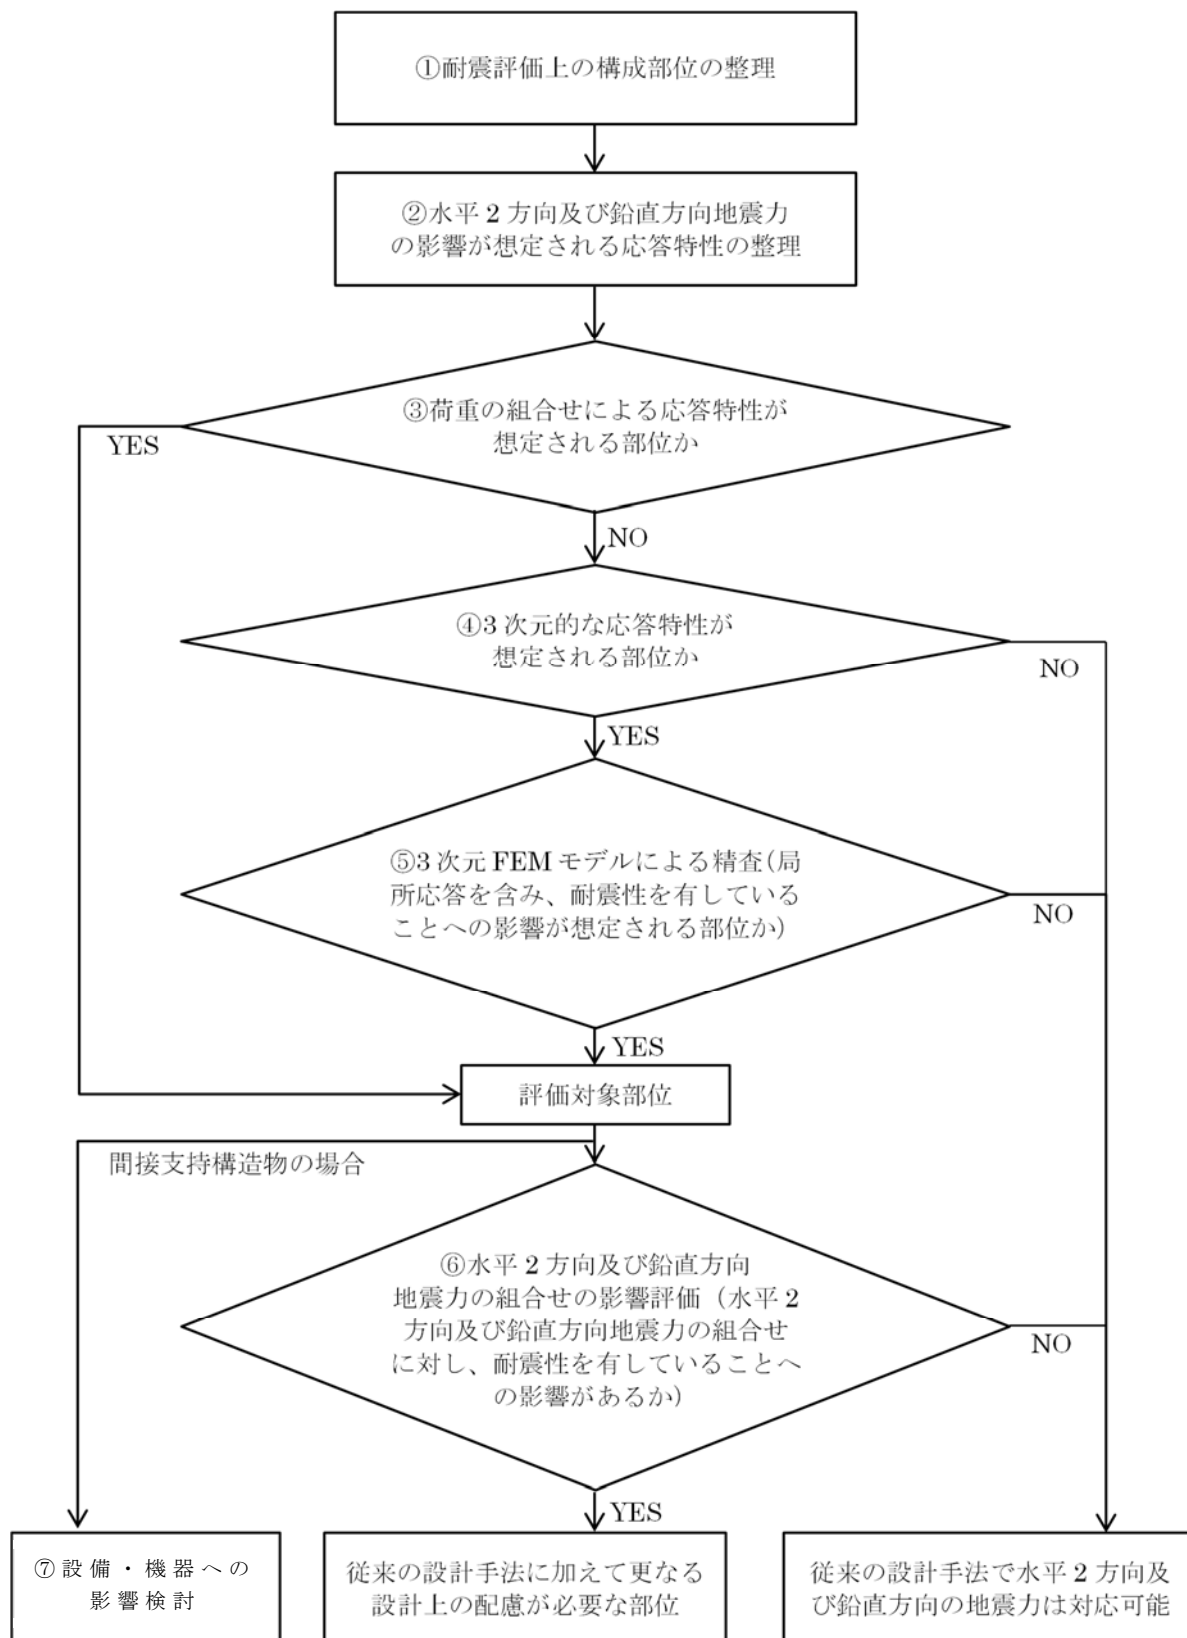 ①耐震評価上の構成部位の整理
②水平 2 方向及び鉛直方向地震力
の影響が想定される応答特性の整理
③荷重の組合せによる応答特性が
想定される部位か
YES
NO
④3 次元的な応答特性が
想定される部位か
NO
YES
⑤3 次元 FEM モデルによる精査(局
所応答を含み、耐震性を有している
ことへの影響が想定される部位か)
NO
YES
評価対象部位
間接支持構造物の場合
⑥水平 2 方向及び鉛直方向
地震力の組合せの影響評価（水平 2
方向及び鉛直方向地震力の組合せ
に対し、耐震性を有していることへ
の影響があるか)
NO
YES
⑦設備・機器への
影響検討
従来の設計手法に加えて更なる
設計上の配慮が必要な部位
従来の設計手法で水平 2 方向及
び鉛直方向の地震力は対応可能